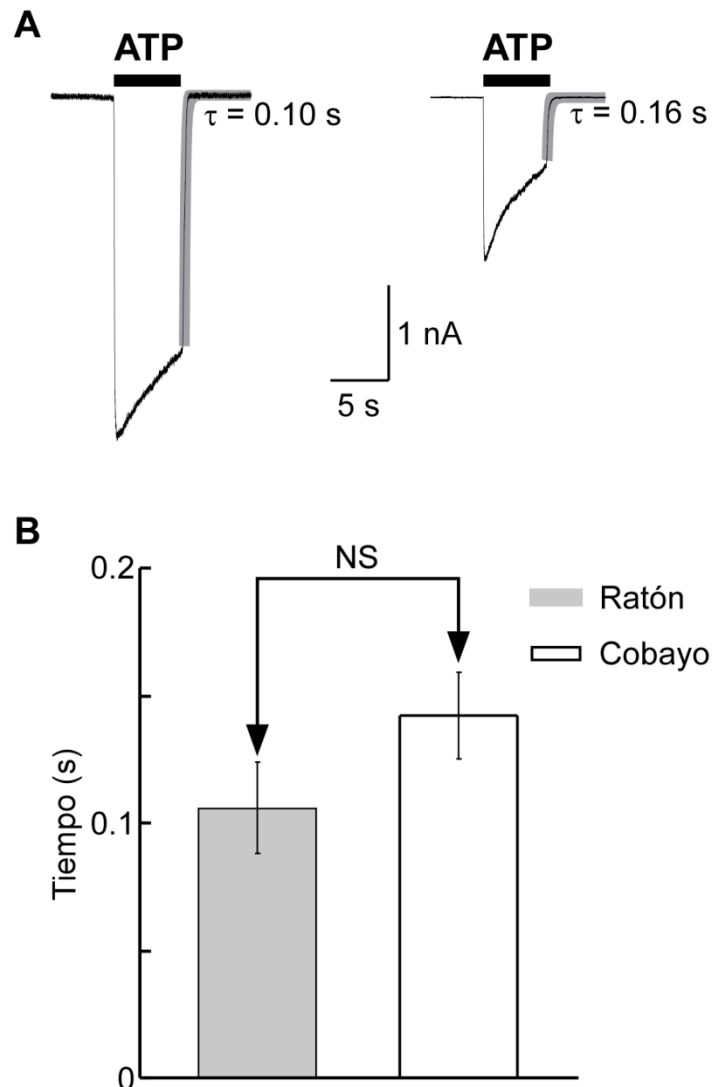 A
ATP
ATP
τ = 0.10 s
τ = 0.16 s
1 nA
5 s
B
NS
0.2
0.1
0
Tiempo (s)
Ratón
Cobayo